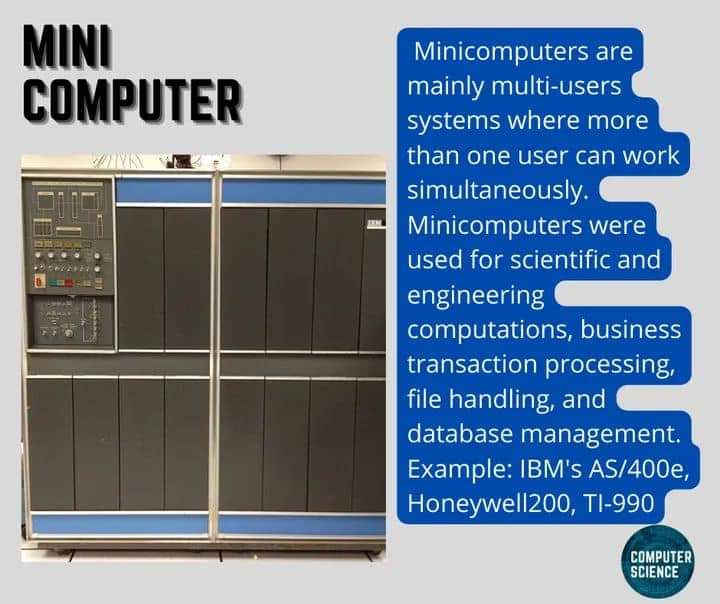 MINI
COMPUTER
Minicomputers are
mainly multi-users
systems where more
than one user can work
simultaneously.
Minicomputers were
used for scientific and
engineering
computations, business
transaction processing,
file handling, and
database management.
Example: IBM's AS/400e,
Honeywell200, TI-990
COMPUTER
SCIENCE